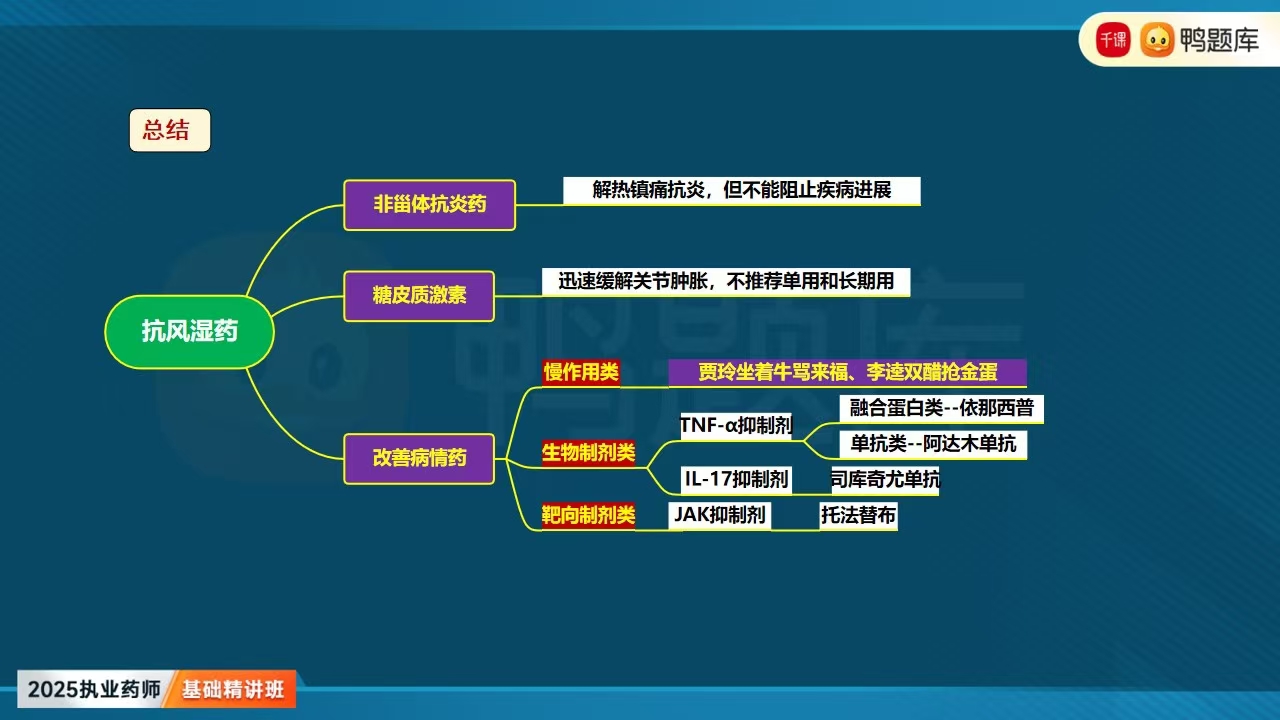 千课 鸭题库
总结
非甾体抗炎药
解热镇痛抗炎，但不能阻止疾病进展
糖皮质激素
迅速缓解关节肿胀，不推荐单用和长期用
抗风湿药
慢作用类
贾玲坐着牛骂来福、李逵双醋抢金蛋
TNF-α抑制剂
融合蛋白类--依那西普
单抗类--阿达木单抗
改善病情药
生物制剂类
IL-17抑制剂
司库奇尤单抗
靶向制剂类
JAK抑制剂
托法替布
鸭题库
2025执业药师
基础精讲班